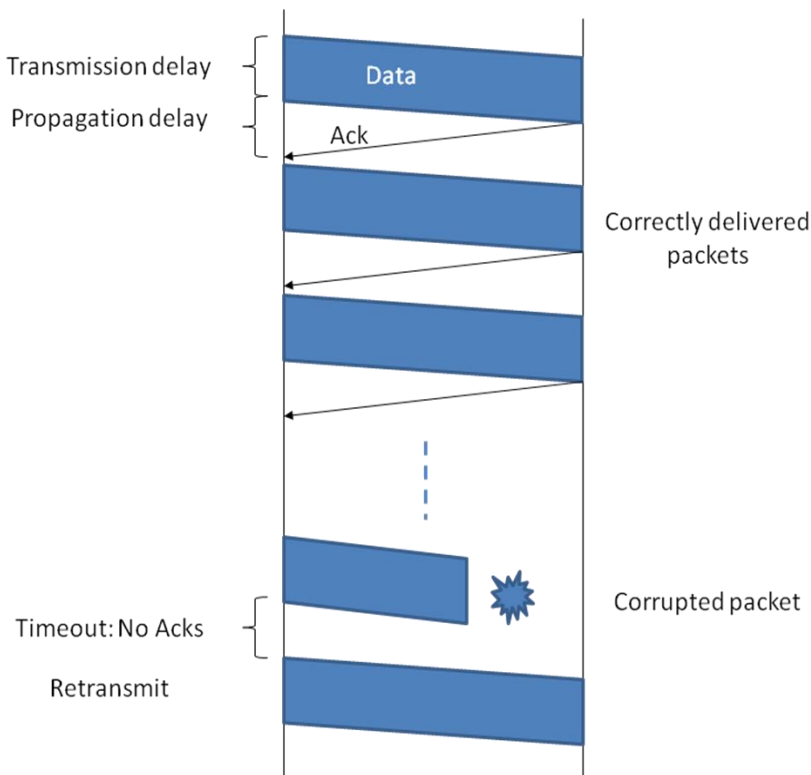 Transmission delay
Data
Propagation delay
Ack
Correctly delivered
packets
Corrupted packet
Timeout: No Acks
Retransmit